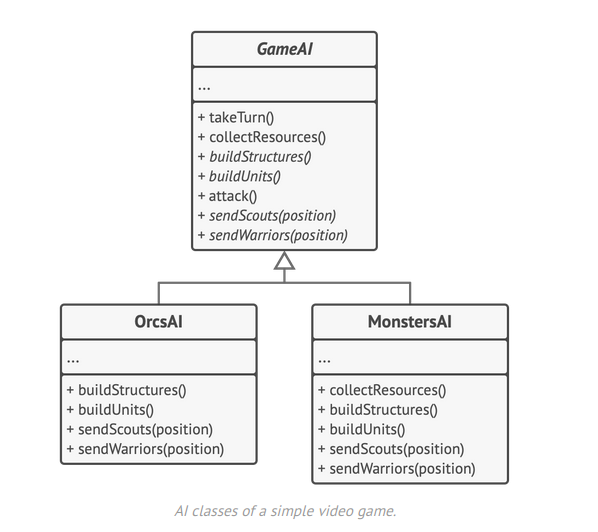 GameAI
...
+ takeTurn()
+ collectResources()
+ buildStructures()
+ buildUnits()
+ attack()
+ sendScouts(position)
+ sendWarriors(position)
OrcsAI
...
+ buildStructures()
+ buildUnits()
+ sendScouts(position)
+ sendWarriors(position)
MonstersAI
...
+ collectResources()
+ buildStructures()
+ buildUnits()
+ sendScouts(position)
+ sendWarriors(position)
AI classes of a simple video game.